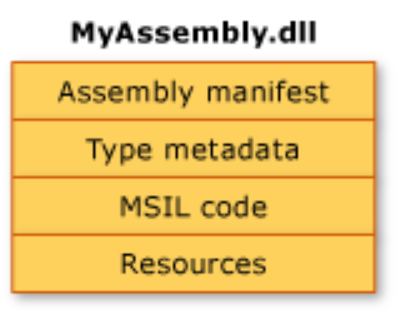 MyAssembly.dll
Assembly manifest
Type metadata
MSIL code
Resources